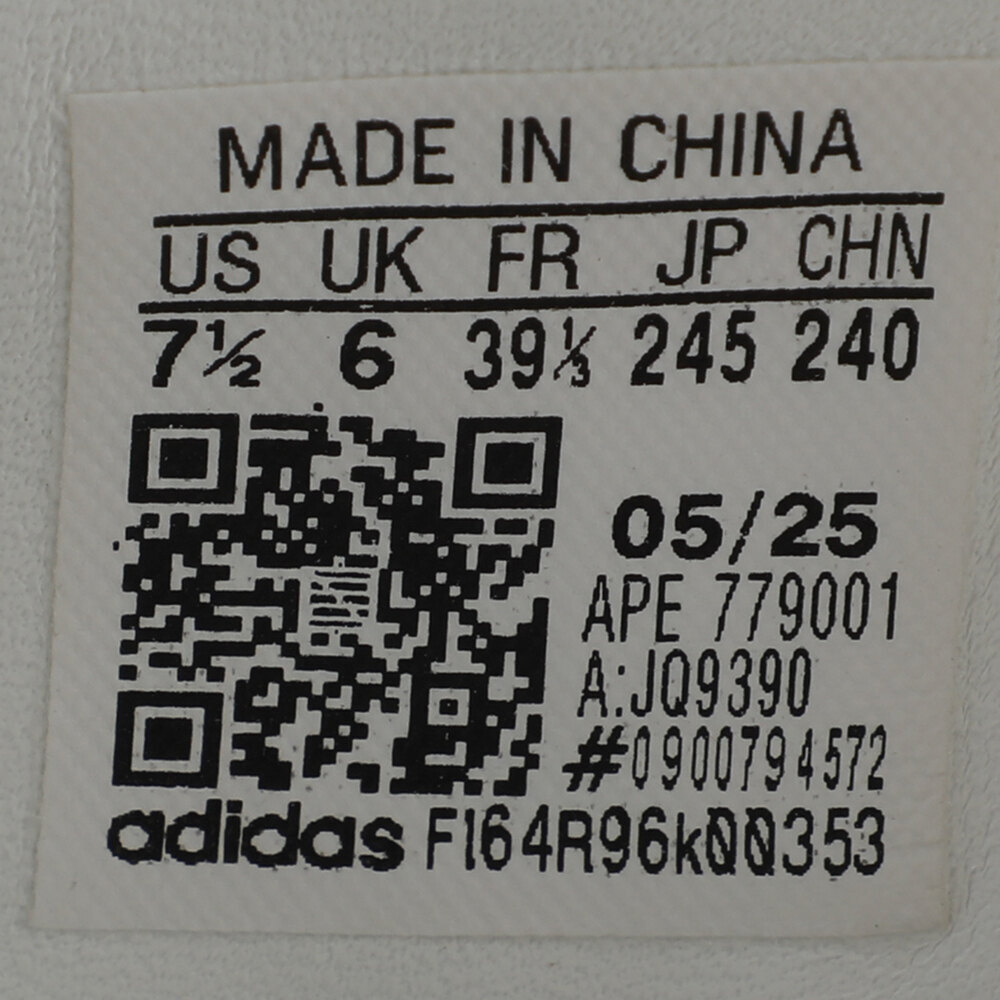 MADE IN CHINA
US UK FR JP CHN
7½ 6 39⅓ 245 240
05/25
APE 779001
A:JQ9390
#0900794572
adidas F164R96k00353